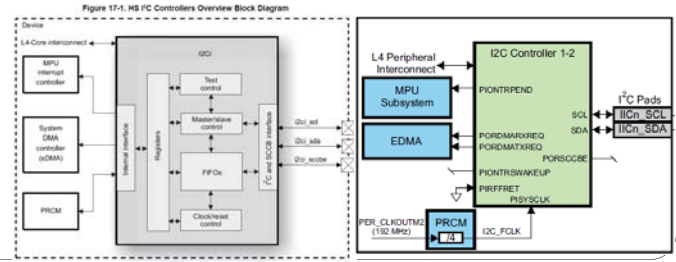 Figure 17-1. HS I²C Controllers Overview Block Diagram
Device
L4-Core interconnect
I2Ci
MPU
interrupt
controller
System
DMA
controller
(sDMA)
PRCM
Internal interface
Registers
Test
control
Master/slave
control
FIFOs
Clock/reset
control
I²C and SCCB interface
i2ci_scl
i2ci_sda
i2ci_sccbe
I2C Controller 1-2
L4 Peripheral
Interconnect
MPU
Subsystem
EDMA
PIONTRPEND
PORDMARXREQ
PORDMATXREQ
PIONTRSWAKEUP
PIRFFRET
PISYSCLK
SCL
SDA
PORSCCBE
I²C Pads
IICn_SCL
IICn_SDA
PER_CLKOUTM2
(192 MHz)
PRCM
/4
I2C_FCLK